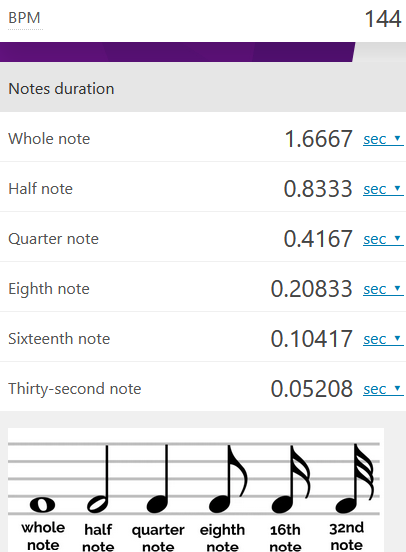 BPM 144
Notes duration
Whole note 1.6667 sec
Half note 0.8333 sec
Quarter note 0.4167 sec
Eighth note 0.20833 sec
Sixteenth note 0.10417 sec
Thirty-second note 0.05208 sec
whole note
half note
quarter note
eighth note
16th note
32nd note